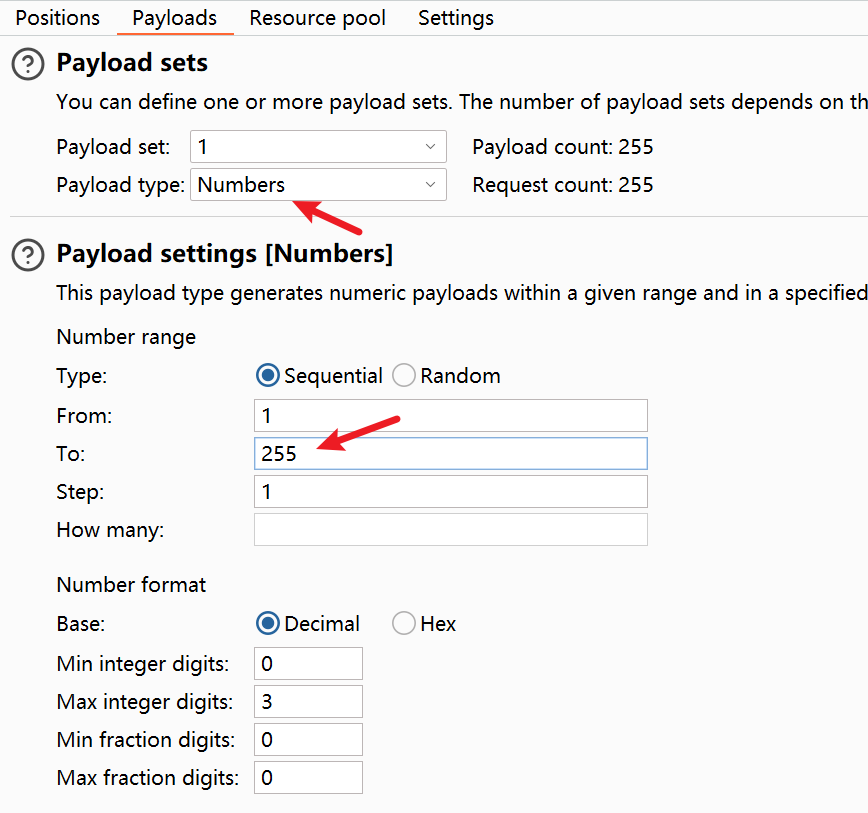 Positions Payloads Resource pool Settings
Payload sets
You can define one or more payload sets. The number of payload sets depends on th
Payload set: 1 Payload count: 255
Payload type: Numbers Request count: 255
Payload settings [Numbers]
This payload type generates numeric payloads within a given range and in a specified
Number range
Type: Sequential Random
From: 1
To: 255
Step: 1
How many:
Number format
Base: Decimal Hex
Min integer digits: 0
Max integer digits: 3
Min fraction digits: 0
Max fraction digits: 0